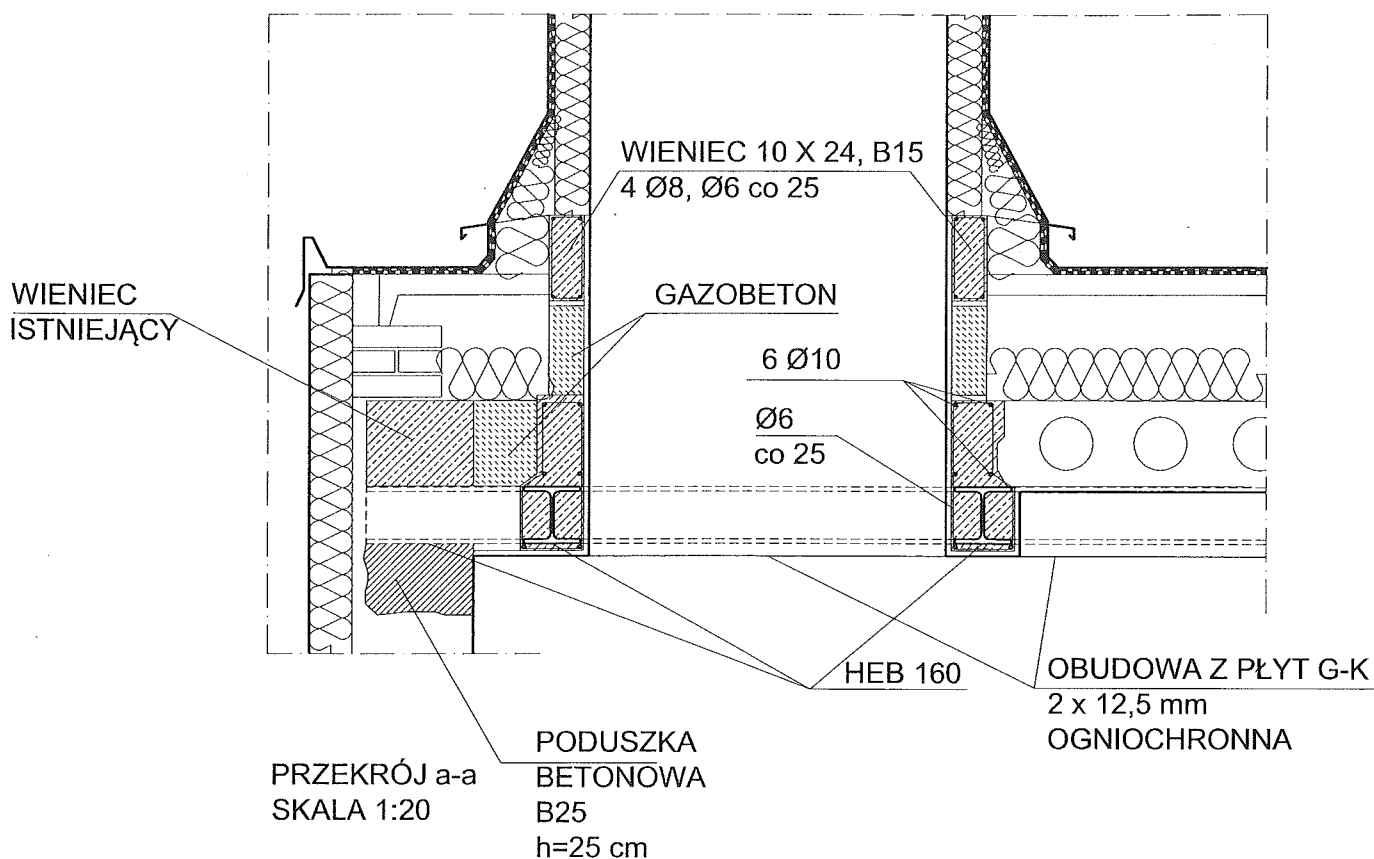 WIENIEC 10 X 24, B15
4 Ø8, Ø6 co 25
WIENIEC
ISTNIEJĄCY
GAZOBETON
6 Ø10
Ø6
co 25
HEB 160
OBUDOWA Z PŁYT G-K
2 x 12,5 mm
OGNIOCHRONNA
PODUSZKA
BETONOWA
B25
h=25 cm
PRZEKRÓJ a-a
SKALA 1:20